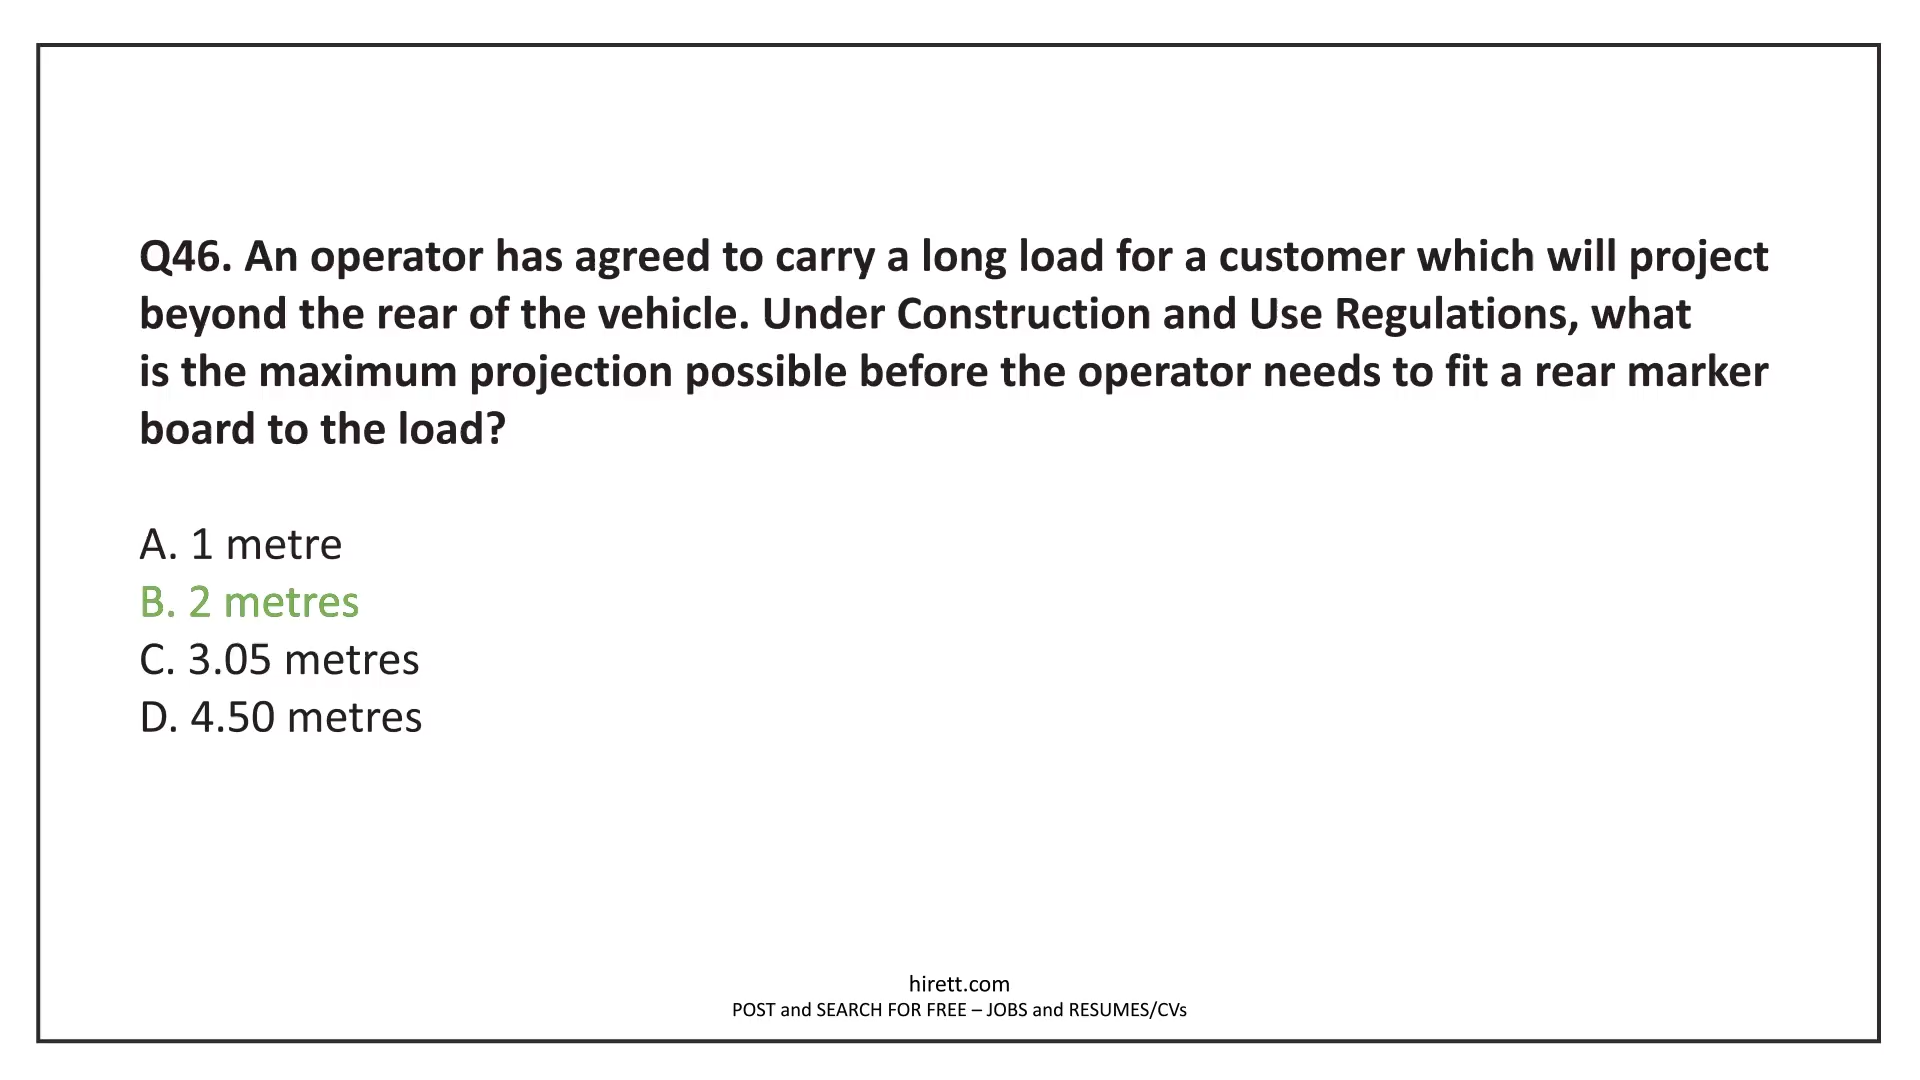 Q46. An operator has agreed to carry a long load for a customer which will project
beyond the rear of the vehicle. Under Construction and Use Regulations, what
is the maximum projection possible before the operator needs to fit a rear marker
board to the load?
A. 1 metre
B. 2 metres
C. 3.05 metres
D. 4.50 metres
hirett.com
POST and SEARCH FOR FREE – JOBS and RESUMES/CVs